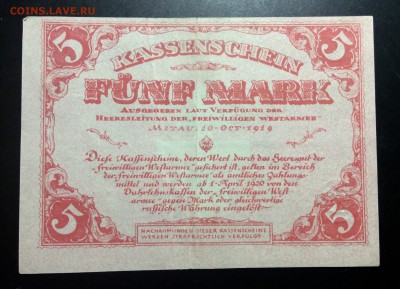 COINS.LAVE.RU
5 5
KASSENSCHEIN
FÜNF MARK
AUSGEGEBEN LAUT VERFÜGUNG DER
HEERESLEITUNG DER „FREIWILLIGEN WESTARMEE“
MITAU, 10·OCT·1919
Diese Kassenscheine, deren Wert durch das Heeresgut der
„freiwilligen Westarmee“ gesichert ist, gelten im Bereich
der „freiwilligen Westarmee“ als amtliches Zahlungs-
mittel und werden ab 1·April 1920 von den
Darlehnskassen der „freiwilligen West-
armee“ gegen Mark oder gleichwertige
russische Währung eingelöst
5 5
NACHAHMUNGEN DIESER KASSENSCHEINE
WERDEN STRAFRECHTLICH VERFOLGT